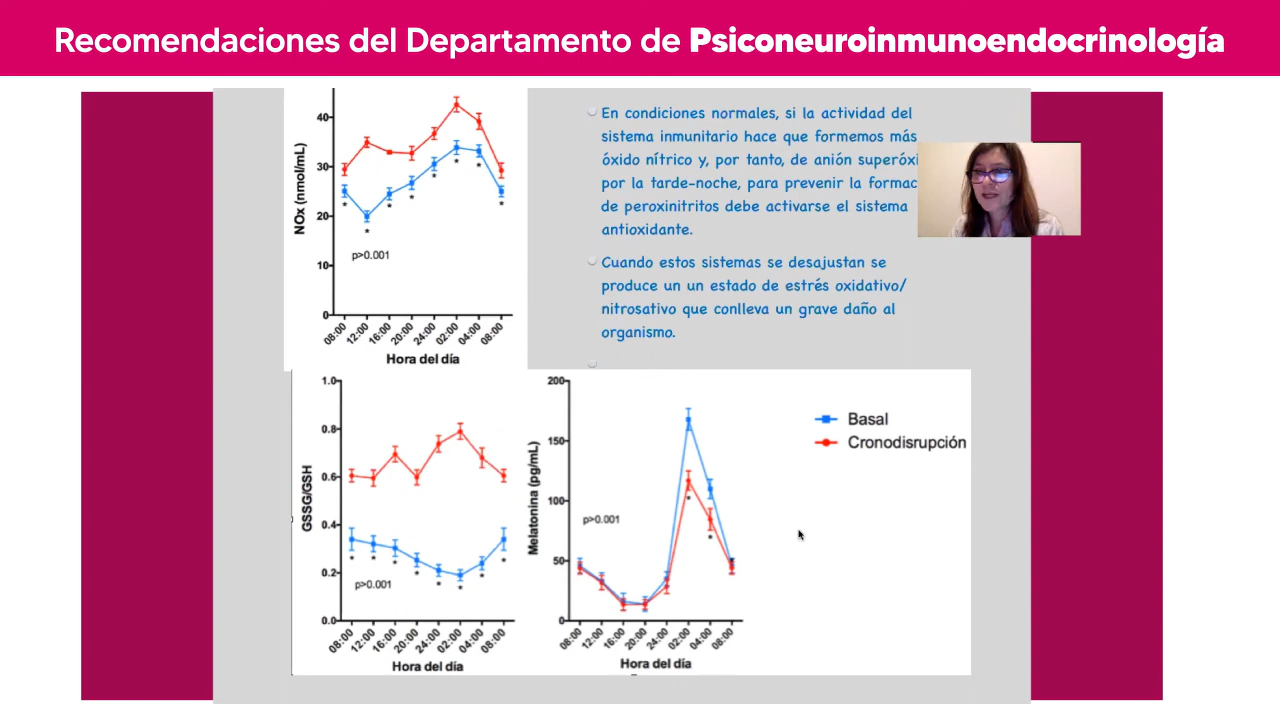 Recomendaciones del Departamento de Psiconeuroinmunoendocrinología
NOx (nmol/mL)
40
30
20
10
0
* * * * * * * *
p>0.001
08:00 12:00 16:00 20:00 24:00 02:00 04:00 08:00
Hora del día
En condiciones normales, si la actividad del
sistema inmunitario hace que formemos más
óxido nítrico y, por tanto, de anión superóxi
por la tarde-noche, para prevenir la formac
de peroxinitritos debe activarse el sistema
antioxidante.
Cuando estos sistemas se desajustan se
produce un un estado de estrés oxidativo/
nitrosativo que conlleva un grave daño al
organismo.
GSSG/GSH
1.0
0.8
0.6
0.4
0.2
0.0
* * * * * * * *
p>0.001
08:00 12:00 16:00 20:00 24:00 02:00 04:00 08:00
Hora del día
Melatonina (pg/mL)
200
150
100
50
0
p>0.001
* *
08:00 12:00 16:00 20:00 24:00 02:00 04:00 08:00
Hora del día
Basal
Cronodisrupción